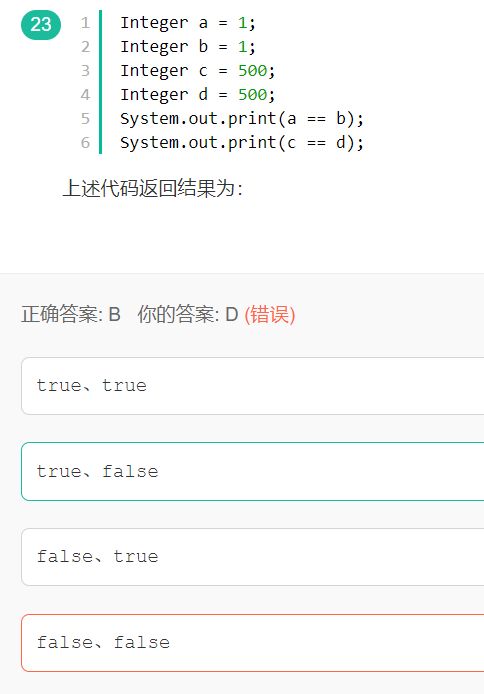 23
1 Integer a = 1;
2 Integer b = 1;
3 Integer c = 500;
4 Integer d = 500;
5 System.out.print(a == b);
6 System.out.print(c == d);
上述代码返回结果为：
正确答案: B 你的答案: D (错误)
true、true
true、false
false、true
false、false